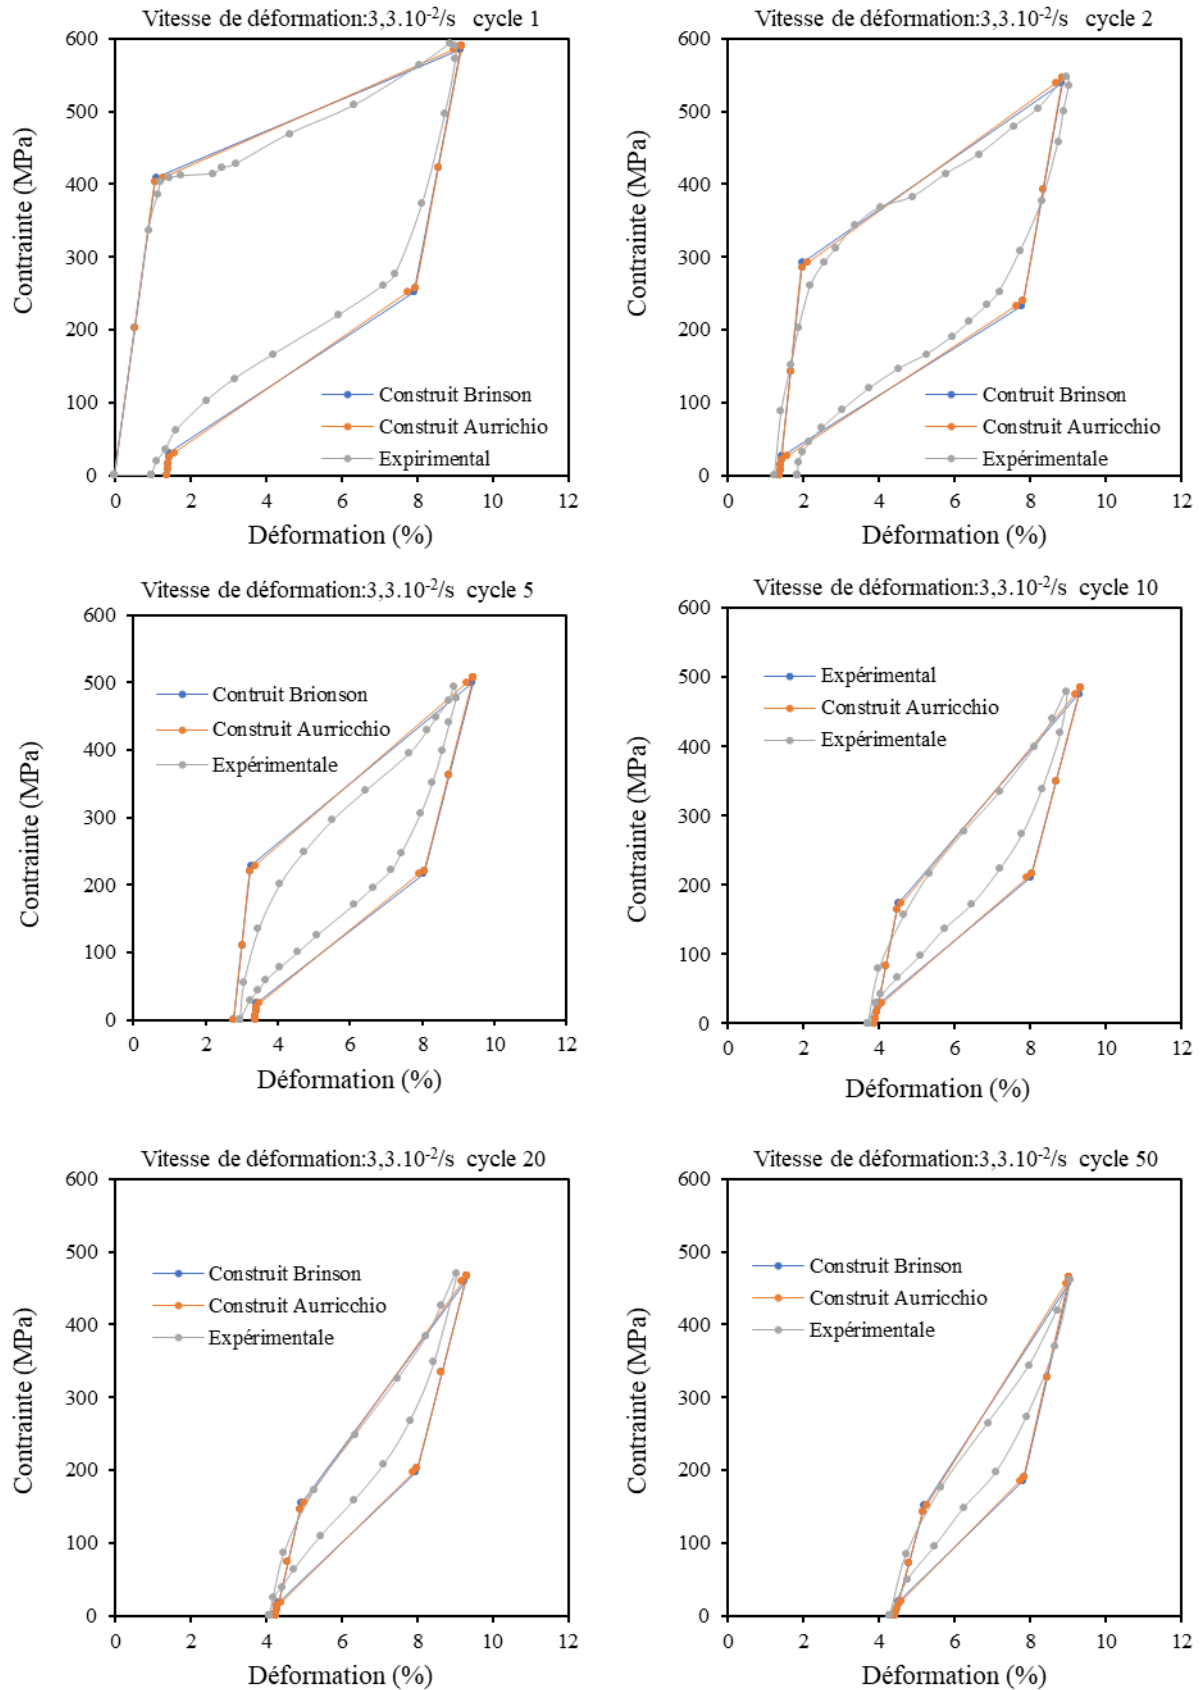 Vitesse de déformation:3,3.10⁻²/s cycle 1
600
500
400
300
200
100
0
Contrainte (MPa)
Construit Brinson
Construit Aurrichio
Expirimental
0 2 4 6 8 10 12
Déformation (%)
Vitesse de déformation:3,3.10⁻²/s cycle 2
600
500
400
300
200
100
0
Contrainte (MPa)
Contruit Brinson
Construit Auricchio
Expérimentale
0 2 4 6 8 10 12
Déformation (%)
Vitesse de déformation:3,3.10⁻²/s cycle 5
600
500
400
300
200
100
0
Contrainte (MPa)
Contruit Brionson
Construit Aurricchio
Expérimentale
0 2 4 6 8 10 12
Déformation (%)
Vitesse de déformation:3,3.10⁻²/s cycle 10
600
500
400
300
200
100
0
Contrainte (MPa)
Expérimental
Construit Aurricchio
Expérimentale
0 2 4 6 8 10 12
Déformation (%)
Vitesse de déformation:3,3.10⁻²/s cycle 20
600
500
400
300
200
100
0
Contrainte (MPa)
Construit Brinson
Construit Aurricchio
Expérimentale
0 2 4 6 8 10 12
Déformation (%)
Vitesse de déformation:3,3.10⁻²/s cycle 50
600
500
400
300
200
100
0
Contrainte (MPa)
Construit Brinson
Construit Aurricchio
Expérimentale
0 2 4 6 8 10 12
Déformation (%)